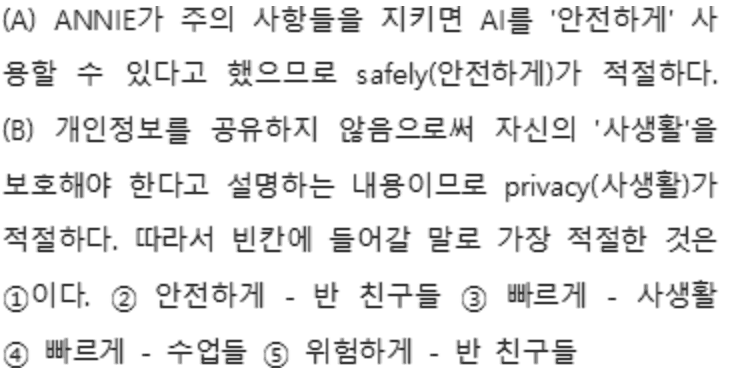 (A) ANNIE가 주의 사항들을 지키면 AI를 '안전하게' 사
용할 수 있다고 했으므로 safely(안전하게)가 적절하다.
(B) 개인정보를 공유하지 않음으로써 자신의 '사생활'을
보호해야 한다고 설명하는 내용이므로 privacy(사생활)가
적절하다. 따라서 빈칸에 들어갈 말로 가장 적절한 것은
①이다. ② 안전하게 - 반 친구들 ③ 빠르게 - 사생활
④ 빠르게 - 수업들 ⑤ 위험하게 - 반 친구들